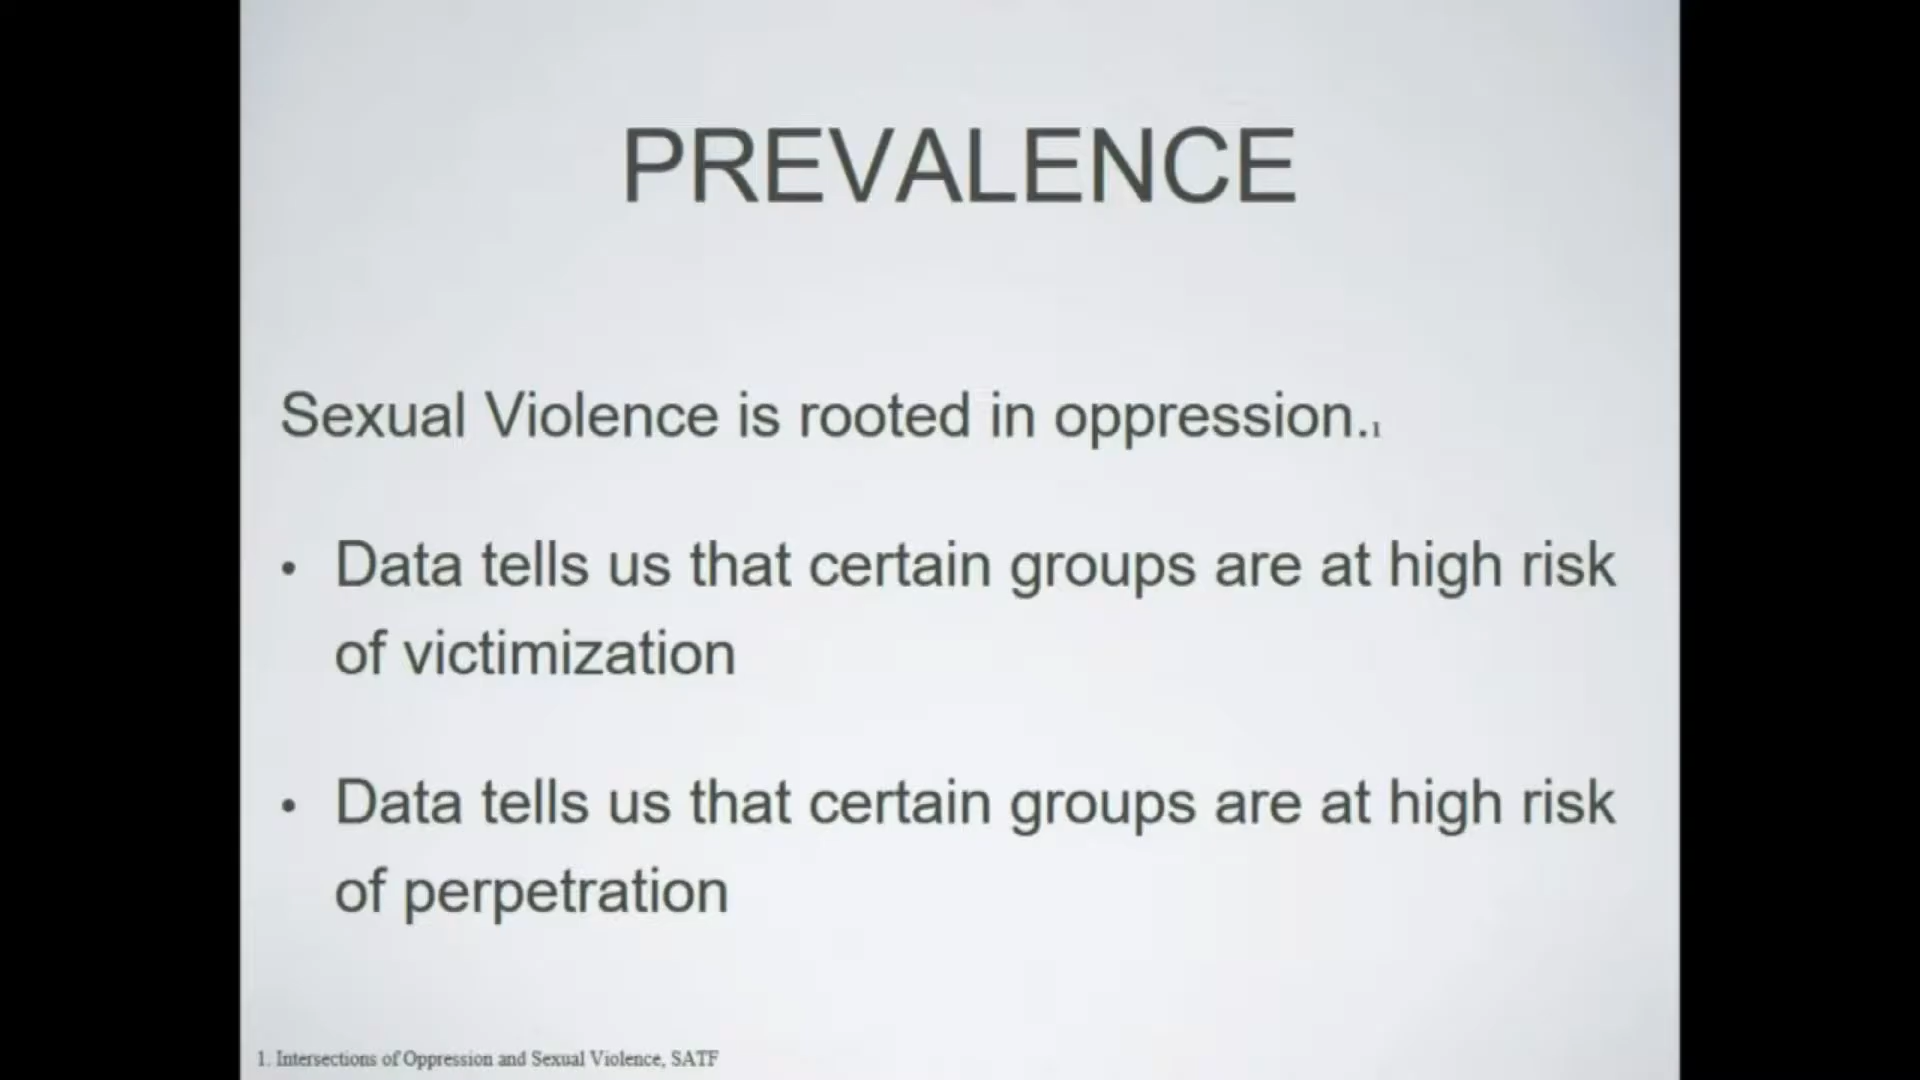 PREVALENCE
Sexual Violence is rooted in oppression.1
• Data tells us that certain groups are at high risk
of victimization
• Data tells us that certain groups are at high risk
of perpetration
1. Intersections of Oppression and Sexual Violence, SATF